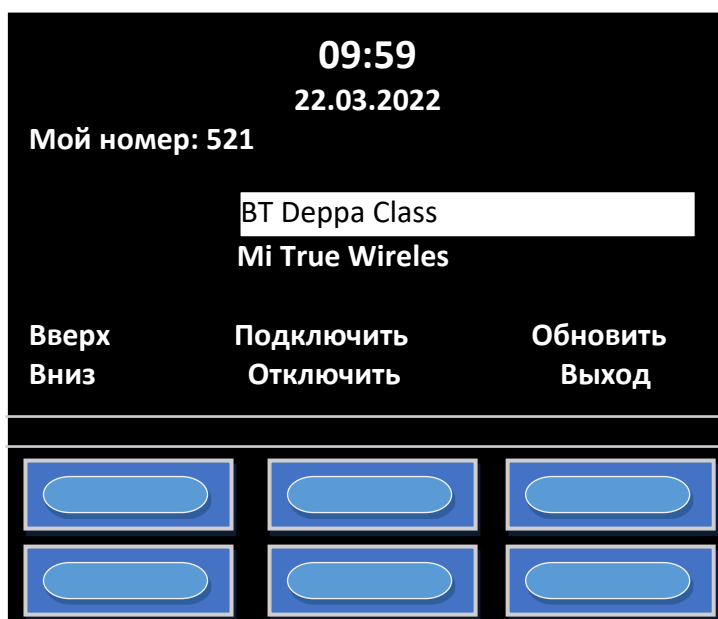 09:59
22.03.2022
Мой номер: 521
BT Deppa Class
Mi True Wireles
Вверх Подключить Обновить
Вниз Отключить Выход